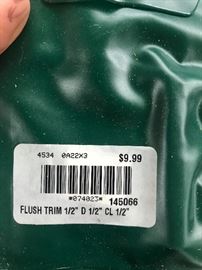 4534 0A22X3 $9.99
*074023* 145066
FLUSH TRIM 1/2" D 1/2" CL 1/2"